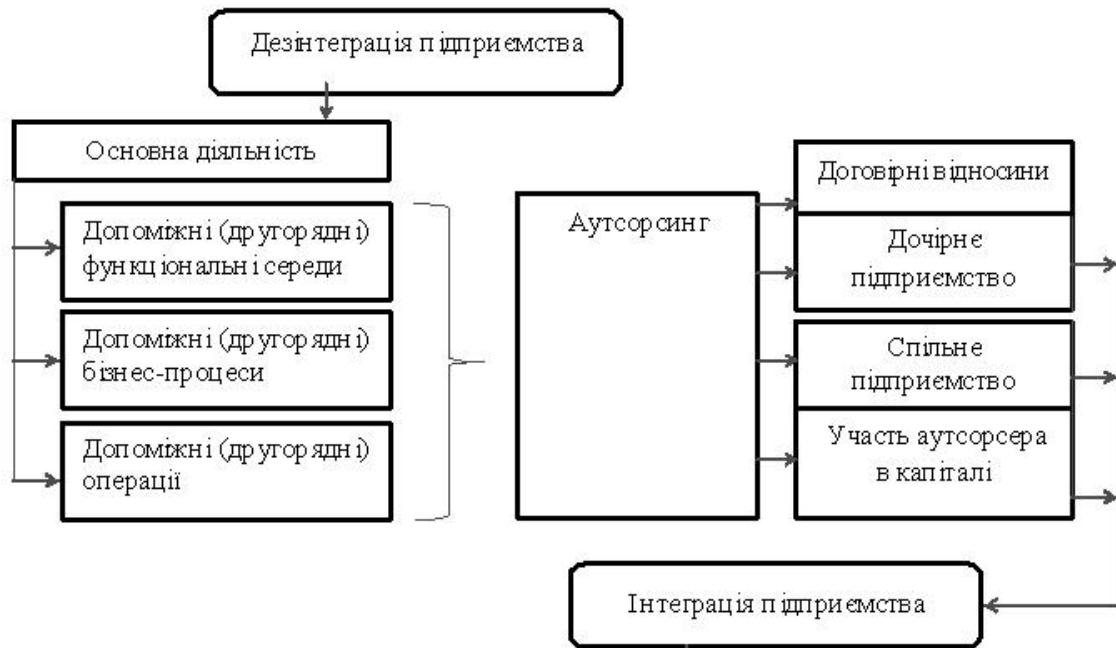 Дезінтеграція підприємства
Основна діяльність
Допоміжні (другорядні)
функціональні середи
Допоміжні (другорядні)
бізнес-процеси
Допоміжні (другорядні)
операції
Аутсорсинг
Договірні відносини
Дочірнє
підприємство
Спільне
підприємство
Участь аутсорсера
в капіталі
Інтеграція підприємства